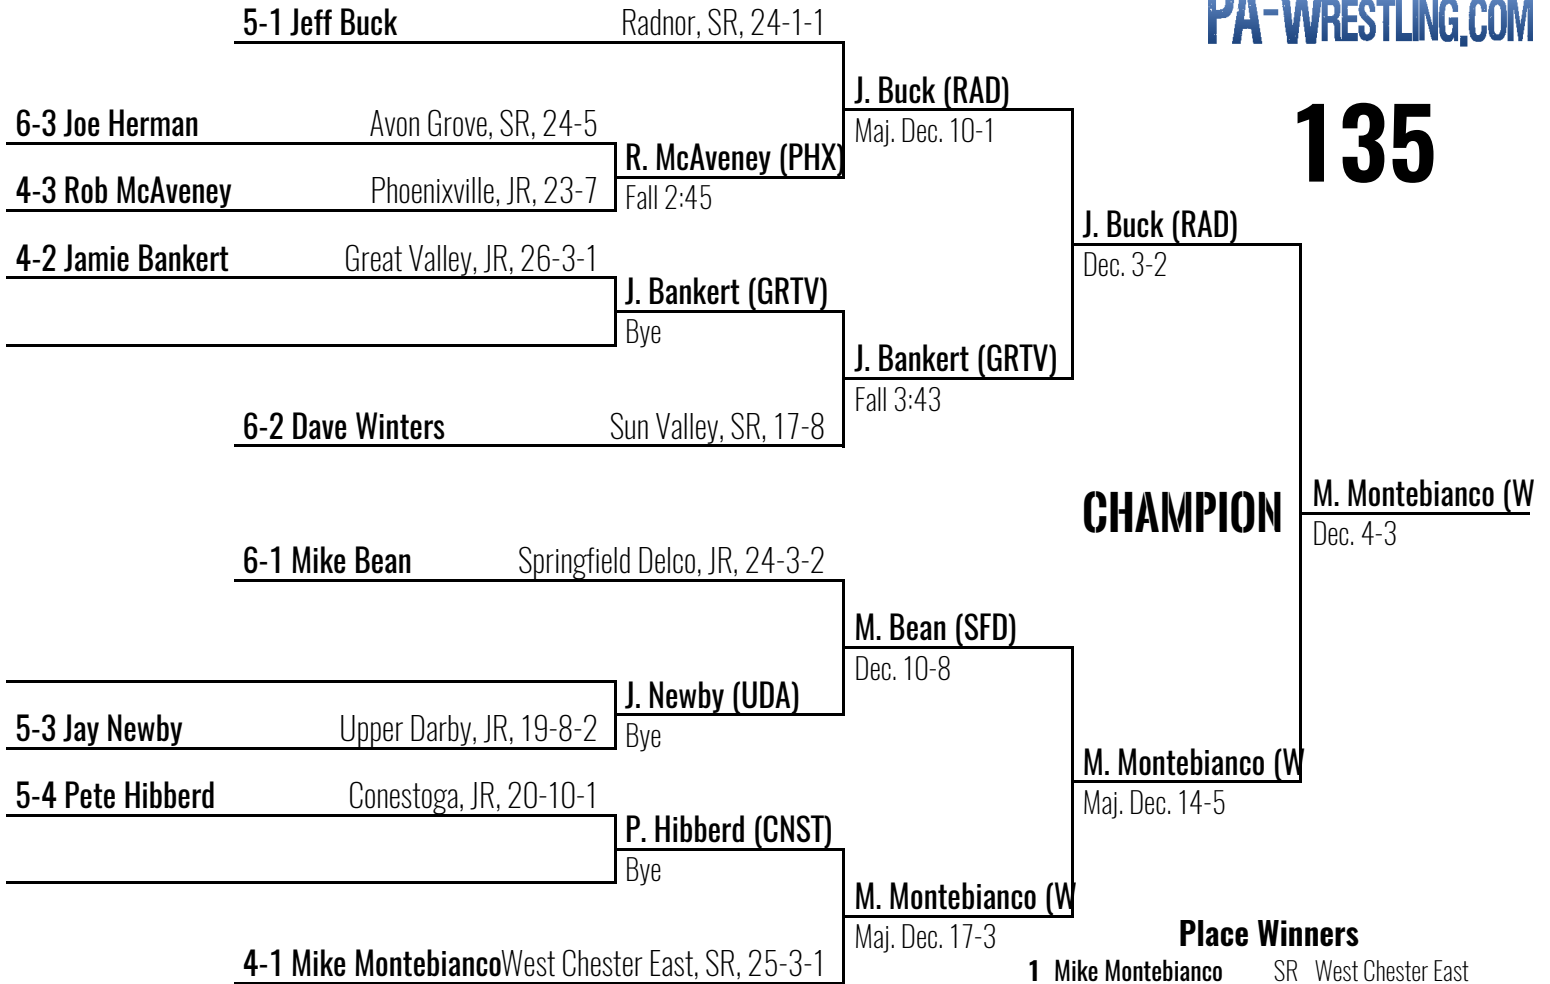 PA-WRESTLING.COM
135
5-1 Jeff Buck Radnor, SR, 24-1-1
J. Buck (RAD)
Maj. Dec. 10-1
6-3 Joe Herman Avon Grove, SR, 24-5
R. McAveney (PHX)
Fall 2:45
4-3 Rob McAveney Phoenixville, JR, 23-7
J. Buck (RAD)
Dec. 3-2
4-2 Jamie Bankert Great Valley, JR, 26-3-1
J. Bankert (GRTV)
Bye
J. Bankert (GRTV)
Fall 3:43
6-2 Dave Winters Sun Valley, SR, 17-8
CHAMPION
M. Montebianco (W
Dec. 4-3
6-1 Mike Bean Springfield Delco, JR, 24-3-2
M. Bean (SFD)
Dec. 10-8
J. Newby (UDA)
Bye
5-3 Jay Newby Upper Darby, JR, 19-8-2
M. Montebianco (W
Maj. Dec. 14-5
5-4 Pete Hibberd Conestoga, JR, 20-10-1
P. Hibberd (CNST)
Bye
M. Montebianco (W
Maj. Dec. 17-3
4-1 Mike Montebianco West Chester East, SR, 25-3-1
Place Winners
1 Mike Montebianco SR West Chester East